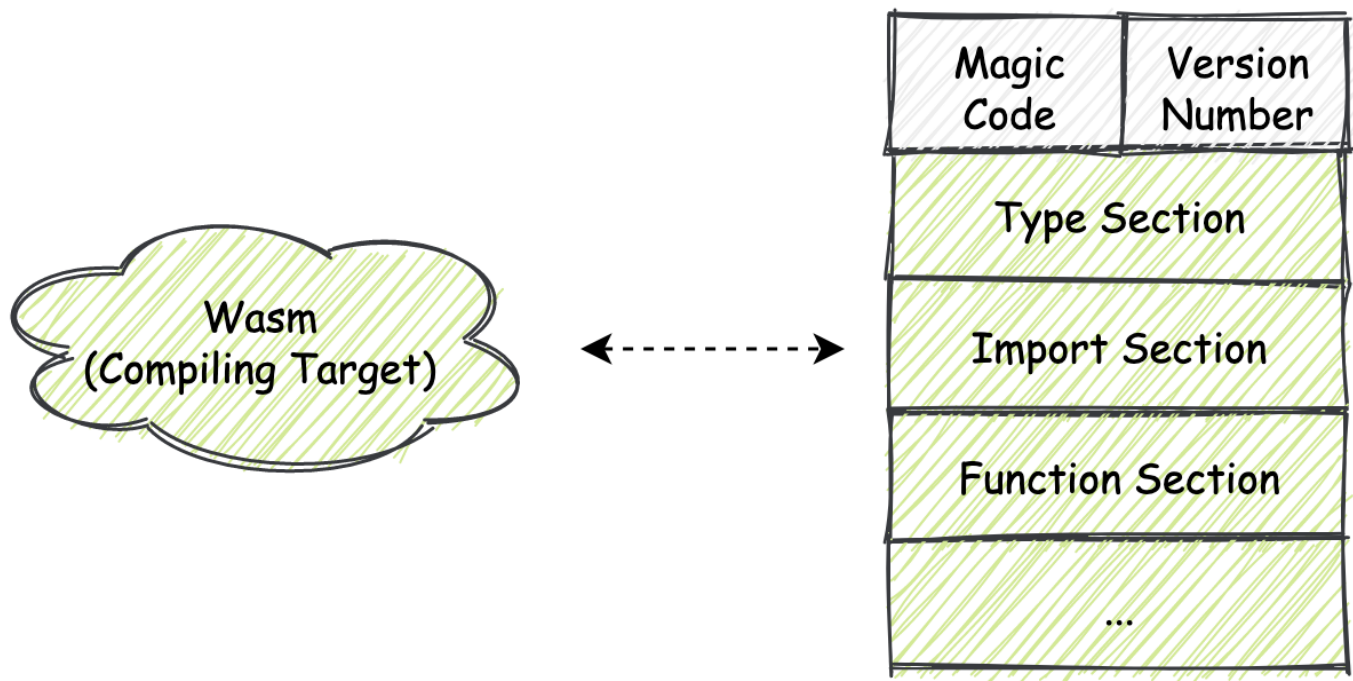 Wasm
(Compiling Target)
Magic
Code
Version
Number
Type Section
Import Section
Function Section
...